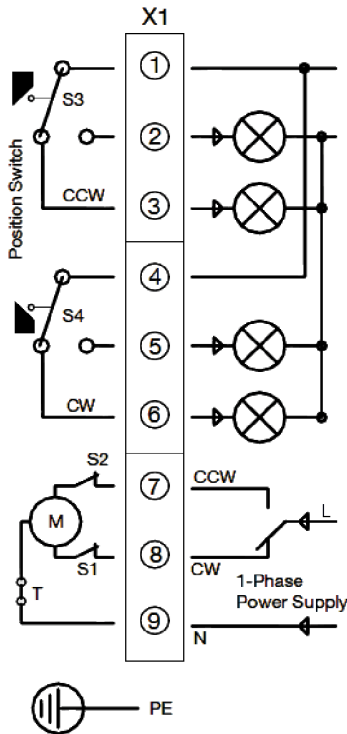 X1
1
S3
2
Position Switch
CCW
3
4
S4
5
CW
6
S2
7
CCW
M
L
S1
8
CW
T
1-Phase
Power Supply
9
N
PE